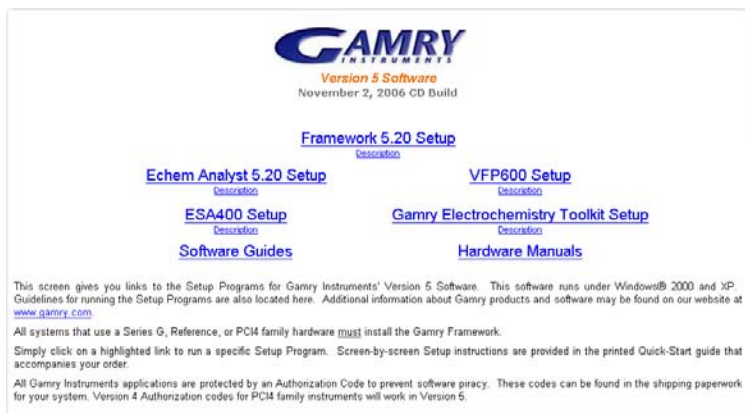 GAMRY
INSTRUMENTS
Version 5 Software
November 2, 2006 CD Build
Framework 5.20 Setup
Description
Echem Analyst 5.20 Setup
VFP600 Setup
Description
Description
ESA400 Setup
Gamry Electrochemistry Toolkit Setup
Description
Description
Software Guides
Hardware Manuals
This screen gives you links to the Setup Programs for Gamry Instruments' Version 5 Software. This software runs under Windows® 2000 and XP.
Guidelines for running the Setup Programs are also located here. Additional information about Gamry products and software may be found on our website at
www.gamry.com.
All systems that use a Series G, Reference, or PCI4 family hardware must install the Gamry Framework.
Simply click on a highlighted link to run a specific Setup Program. Screen-by-screen Setup instructions are provided in the printed Quick-Start guide that
accompanies your order.
All Gamry Instruments applications are protected by an Authorization Code to prevent software piracy. These codes can be found in the shipping paperwork
for your system. Version 4 Authorization codes for PCI4 family instruments will work in Version 5.